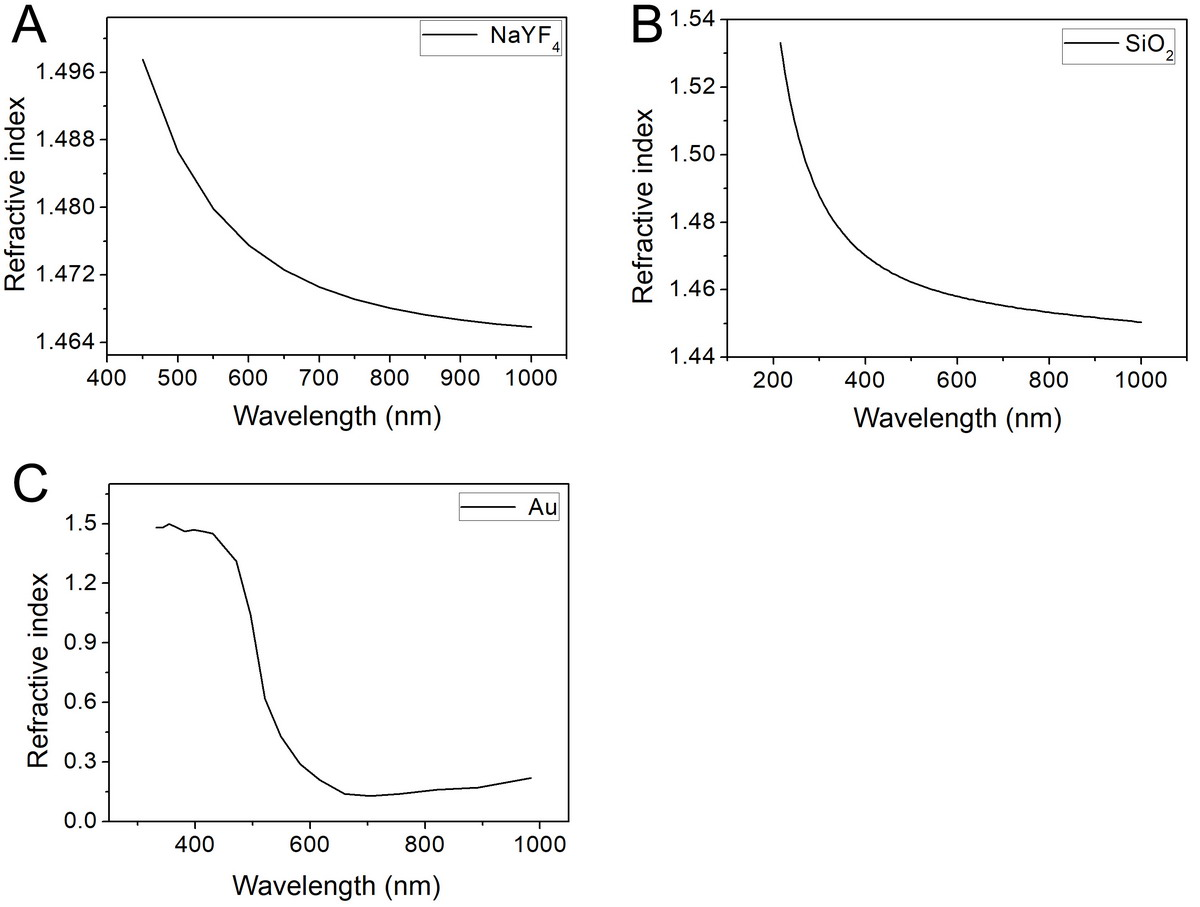 A
NaYF4
1.496
1.488
1.480
1.472
1.464
Refractive index
400 500 600 700 800 900 1000
Wavelength (nm)
B
SiO2
1.54
1.52
1.50
1.48
1.46
1.44
Refractive index
200 400 600 800 1000
Wavelength (nm)
C
Au
1.5
1.2
0.9
0.6
0.3
0.0
Refractive index
400 600 800 1000
Wavelength (nm)